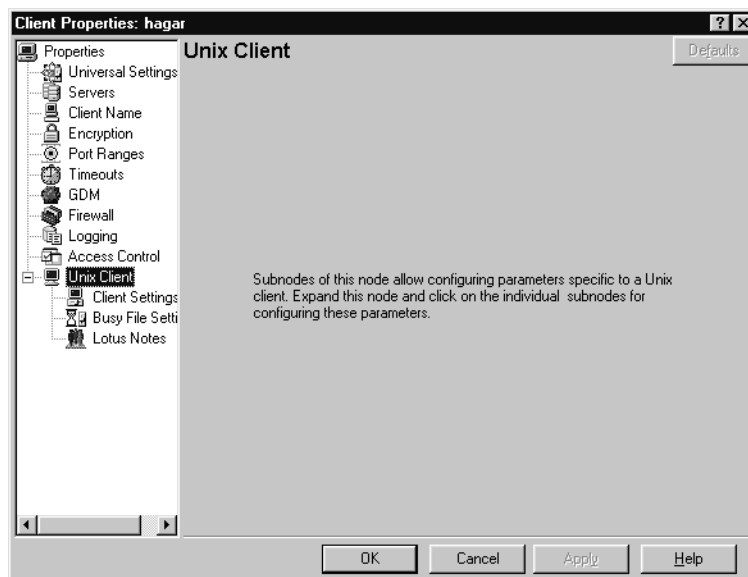 Client Properties: hagar
Properties
Universal Settings
Servers
Client Name
Encryption
Port Ranges
Timeouts
GDM
Firewall
Logging
Access Control
Unix Client
Client Settings
Busy File Setti
Lotus Notes
Unix Client
Defaults
Subnodes of this node allow configuring parameters specific to a Unix
client. Expand this node and click on the individual subnodes for
configuring these parameters.
OK
Cancel
Apply
Help